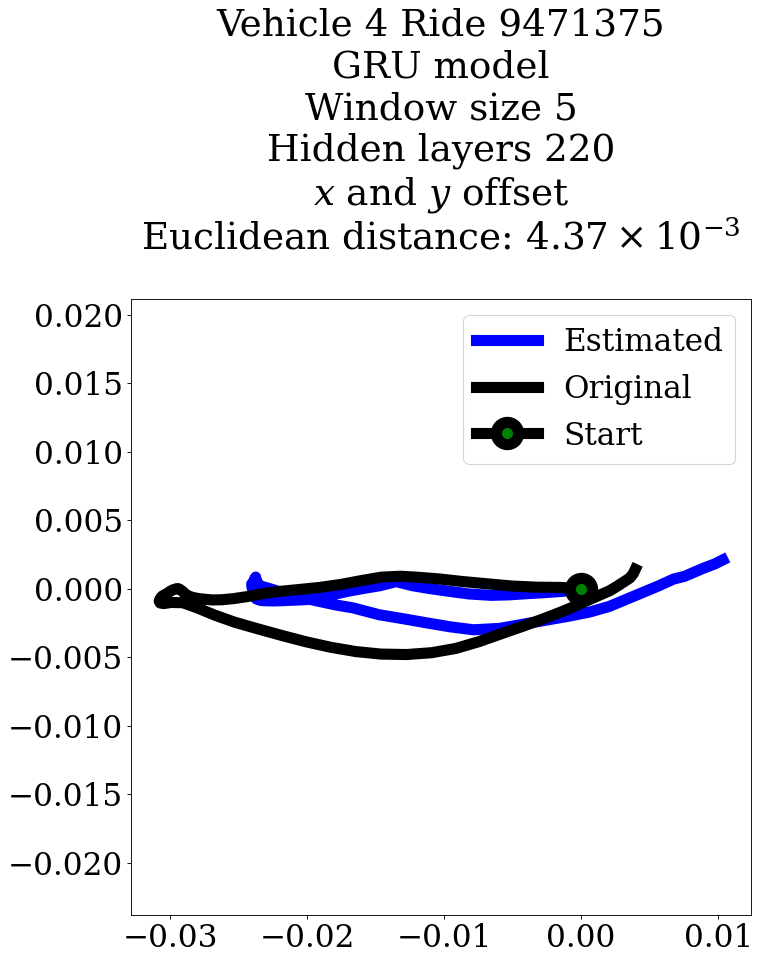 Vehicle 4 Ride 9471375
GRU model
Window size 5
Hidden layers 220
x and y offset
Euclidean distance: 4.37 × 10⁻³
Estimated
Original
Start
0.020
0.015
0.010
0.005
0.000
−0.005
−0.010
−0.015
−0.020
−0.03 −0.02 −0.01 0.00 0.01